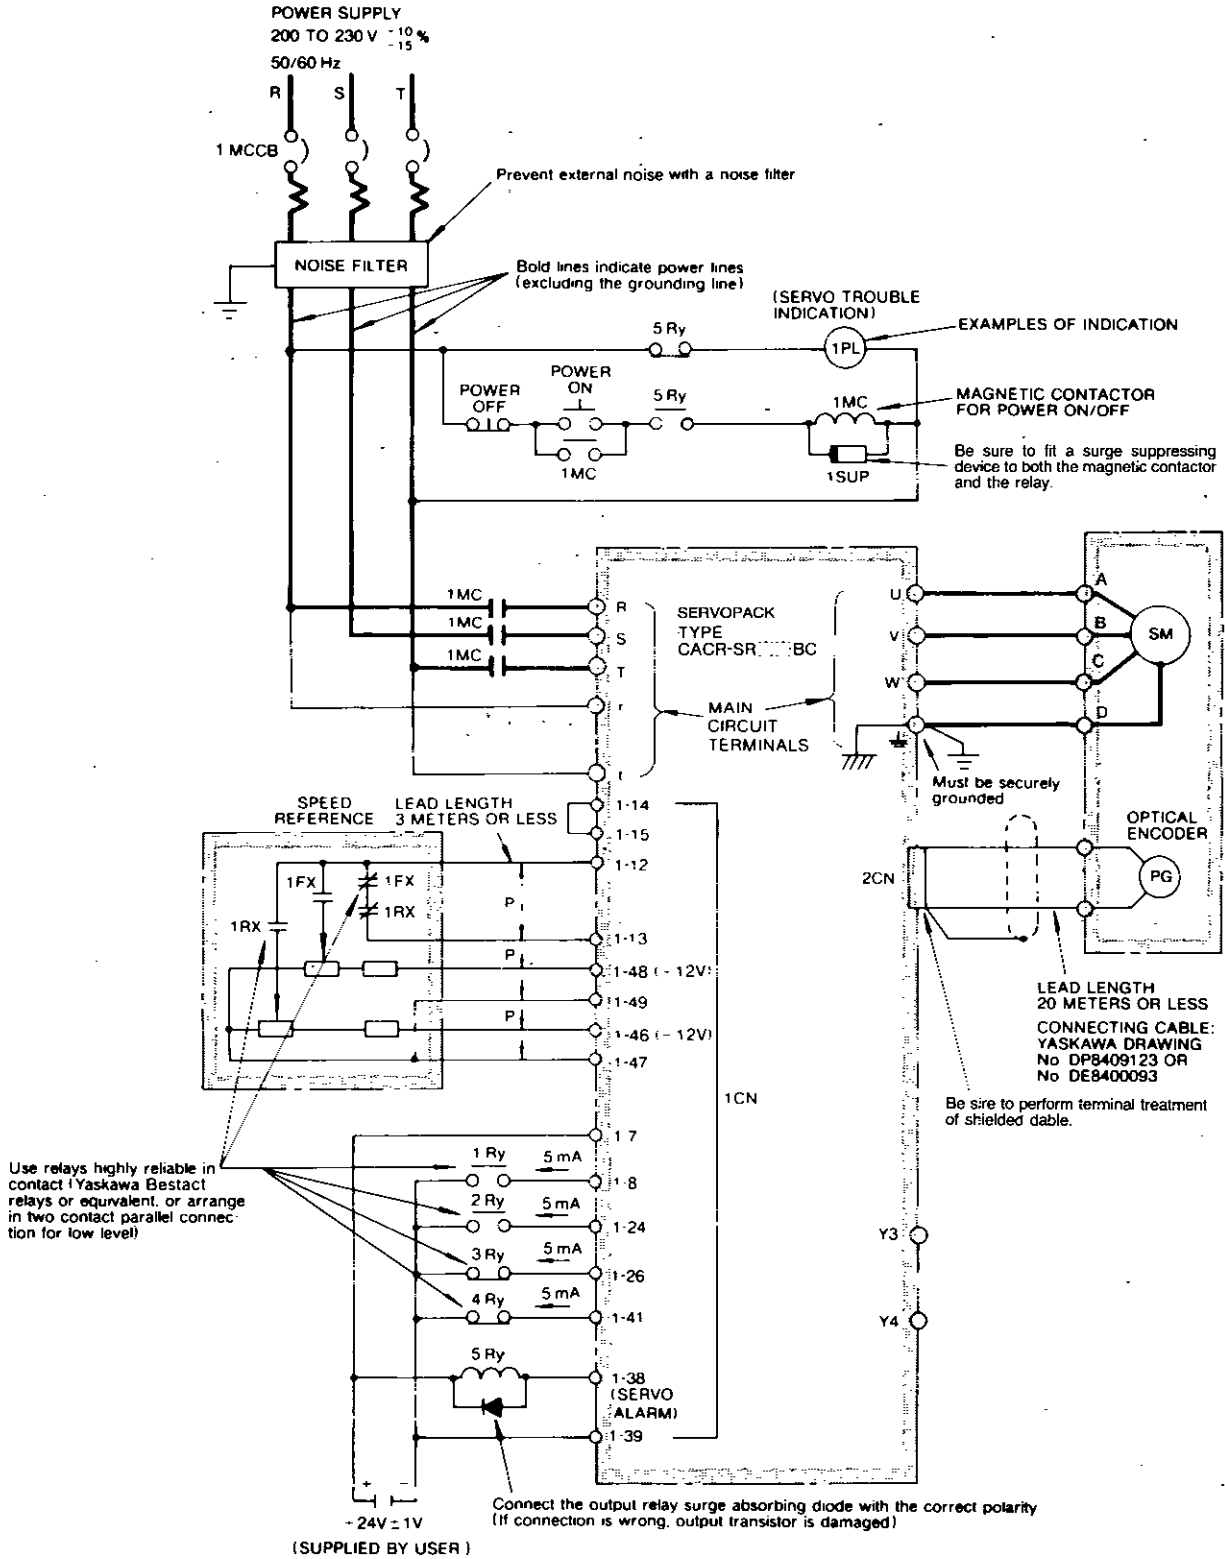 POWER SUPPLY
200 TO 230 V -10 -15 %
50/60 Hz
R
S
T
1 MCCB
Prevent external noise with a noise filter
NOISE FILTER
Bold lines indicate power lines
(excluding the grounding line)
(SERVO TROUBLE
INDICATION)
5 Ry
1PL
EXAMPLES OF INDICATION
POWER
OFF
POWER
ON
5 Ry
1MC
MAGNETIC CONTACTOR
FOR POWER ON/OFF
1MC
1SUP
Be sure to fit a surge suppressing
device to both the magnetic contactor
and the relay.
1MC
R
1MC
S
1MC
T
r
t
SERVOPACK
TYPE
CACR-SR BC
MAIN
CIRCUIT
TERMINALS
U
V
W
A
B
C
D
SM
Must be securely
grounded
SPEED
REFERENCE
LEAD LENGTH
3 METERS OR LESS
1-14
1-15
1-12
1FX
1FX
1RX
1RX
P
1-13
P
1-48 (-12V)
1-49
P
1-46 (-12V)
1-47
2CN
OPTICAL
ENCODER
PG
LEAD LENGTH
20 METERS OR LESS
CONNECTING CABLE:
YASKAWA DRAWING
No DP8409123 OR
No DE8400093
Be sire to perform terminal treatment
of shielded dable.
1CN
1 7
Use relays highly reliable in
contact (Yaskawa Bestact
relays or equivalent, or arrange
in two contact parallel connec-
tion for low level)
1 Ry
5 mA
1-8
2 Ry
5 mA
1-24
3 Ry
5 mA
1-26
4 Ry
5 mA
1-41
Y3
Y4
5 Ry
1-38
(SERVO
ALARM)
1-39
+ -
+24V ± 1V
(SUPPLIED BY USER)
Connect the output relay surge absorbing diode with the correct polarity
(If connection is wrong, output transistor is damaged)